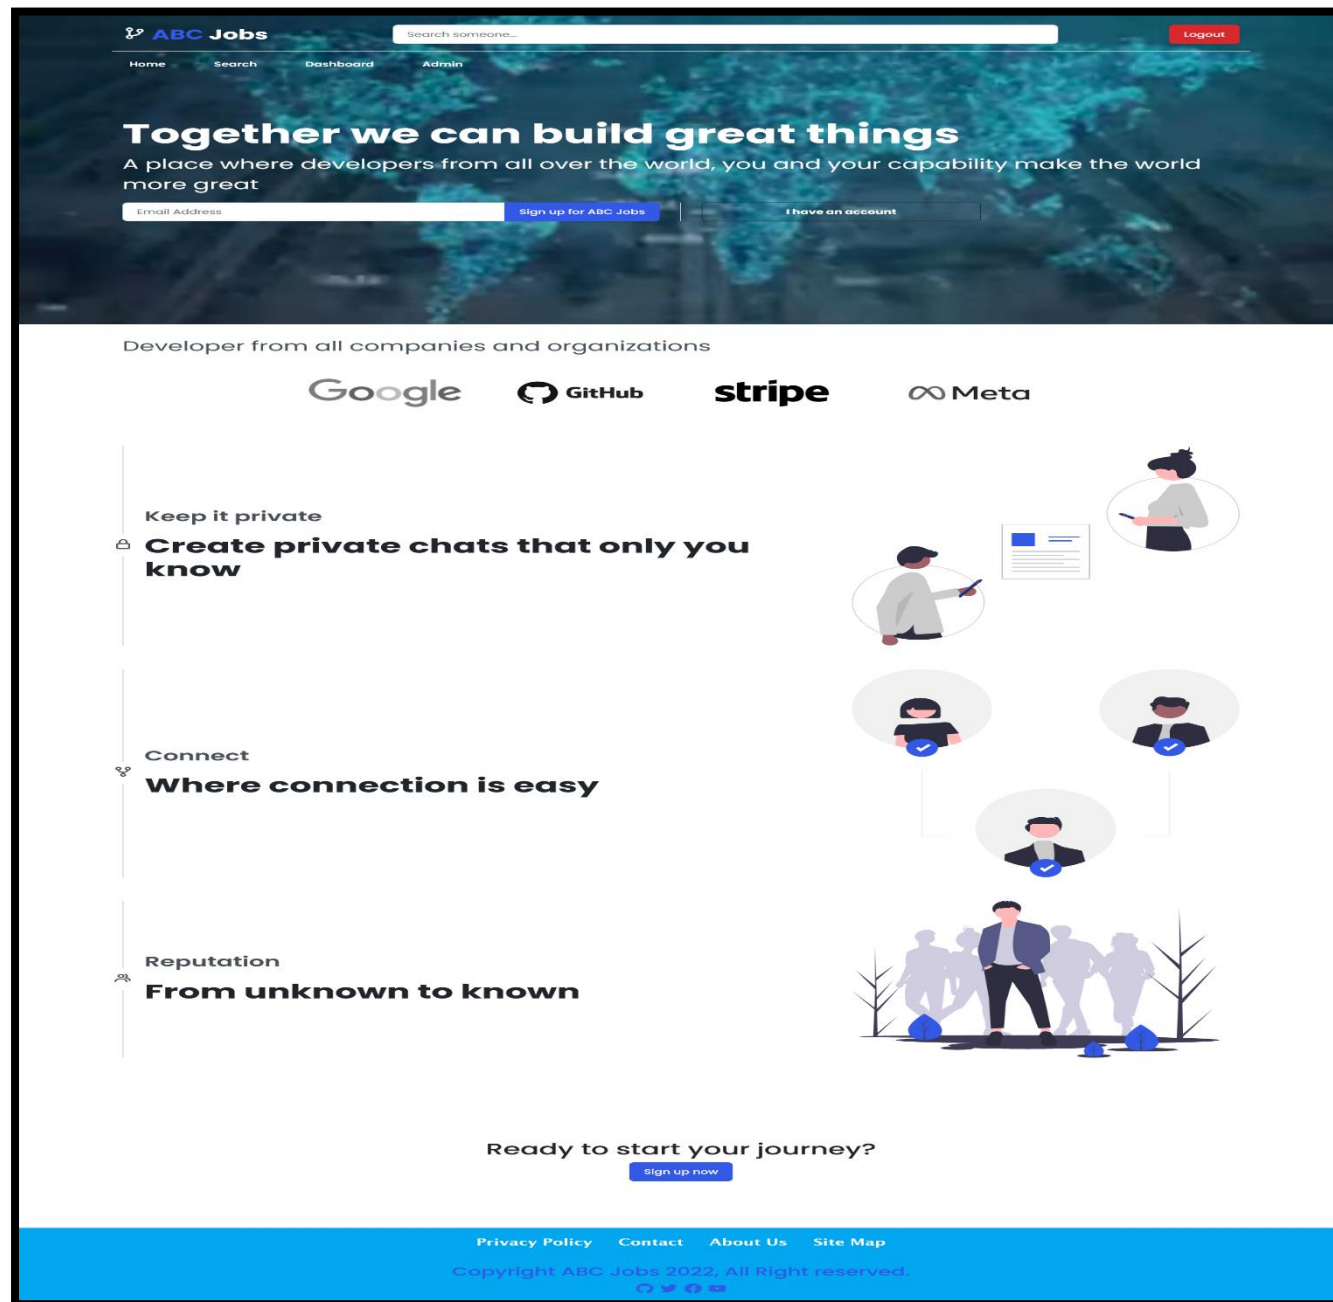 ABC Jobs
Search someone...
Logout
Home Search Dashboard Admin
Together we can build great things
A place where developers from all over the world, you and your capability make the world
more great
Email Address
Sign up for ABC Jobs
I have an account
Developer from all companies and organizations
Google GitHub stripe Meta
Keep it private
Create private chats that only you
know
Connect
Where connection is easy
Reputation
From unknown to known
Ready to start your journey?
Sign up now
Privacy Policy Contact About Us Site Map
Copyright ABC Jobs 2022, All Right reserved.